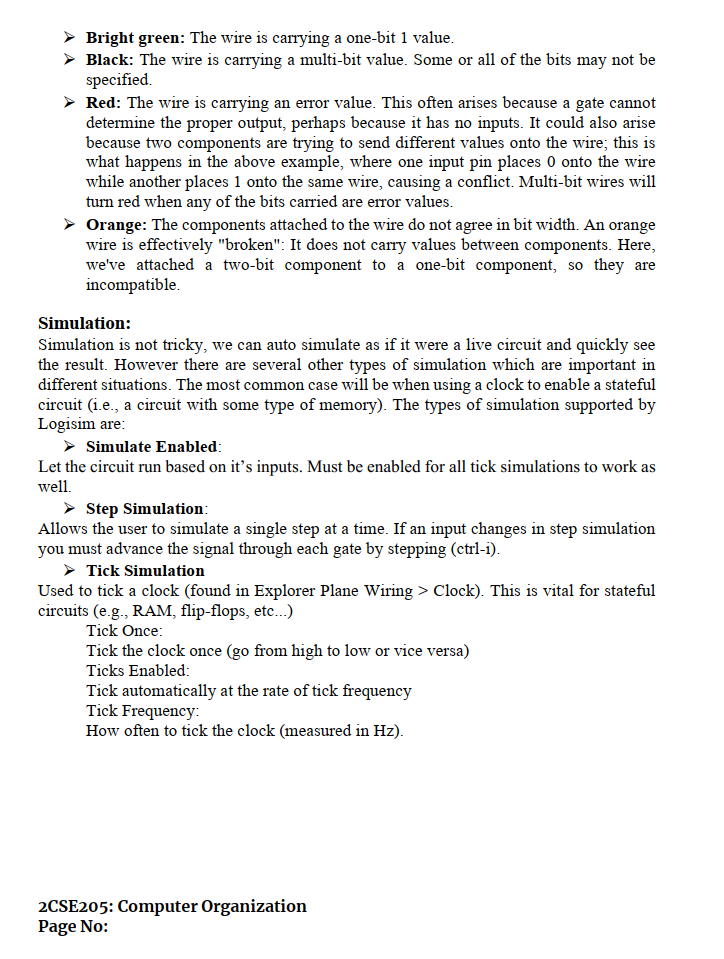 ➢ Bright green: The wire is carrying a one-bit 1 value.
➢ Black: The wire is carrying a multi-bit value. Some or all of the bits may not be
specified.
➢ Red: The wire is carrying an error value. This often arises because a gate cannot
determine the proper output, perhaps because it has no inputs. It could also arise
because two components are trying to send different values onto the wire; this is
what happens in the above example, where one input pin places 0 onto the wire
while another places 1 onto the same wire, causing a conflict. Multi-bit wires will
turn red when any of the bits carried are error values.
➢ Orange: The components attached to the wire do not agree in bit width. An orange
wire is effectively "broken": It does not carry values between components. Here,
we've attached a two-bit component to a one-bit component, so they are
incompatible.
Simulation:
Simulation is not tricky, we can auto simulate as if it were a live circuit and quickly see
the result. However there are several other types of simulation which are important in
different situations. The most common case will be when using a clock to enable a stateful
circuit (i.e., a circuit with some type of memory). The types of simulation supported by
Logisim are:
➢ Simulate Enabled:
Let the circuit run based on it’s inputs. Must be enabled for all tick simulations to work as
well.
➢ Step Simulation:
Allows the user to simulate a single step at a time. If an input changes in step simulation
you must advance the signal through each gate by stepping (ctrl-i).
➢ Tick Simulation
Used to tick a clock (found in Explorer Plane Wiring > Clock). This is vital for stateful
circuits (e.g., RAM, flip-flops, etc...)
Tick Once:
Tick the clock once (go from high to low or vice versa)
Ticks Enabled:
Tick automatically at the rate of tick frequency
Tick Frequency:
How often to tick the clock (measured in Hz).
2CSE205: Computer Organization
Page No: